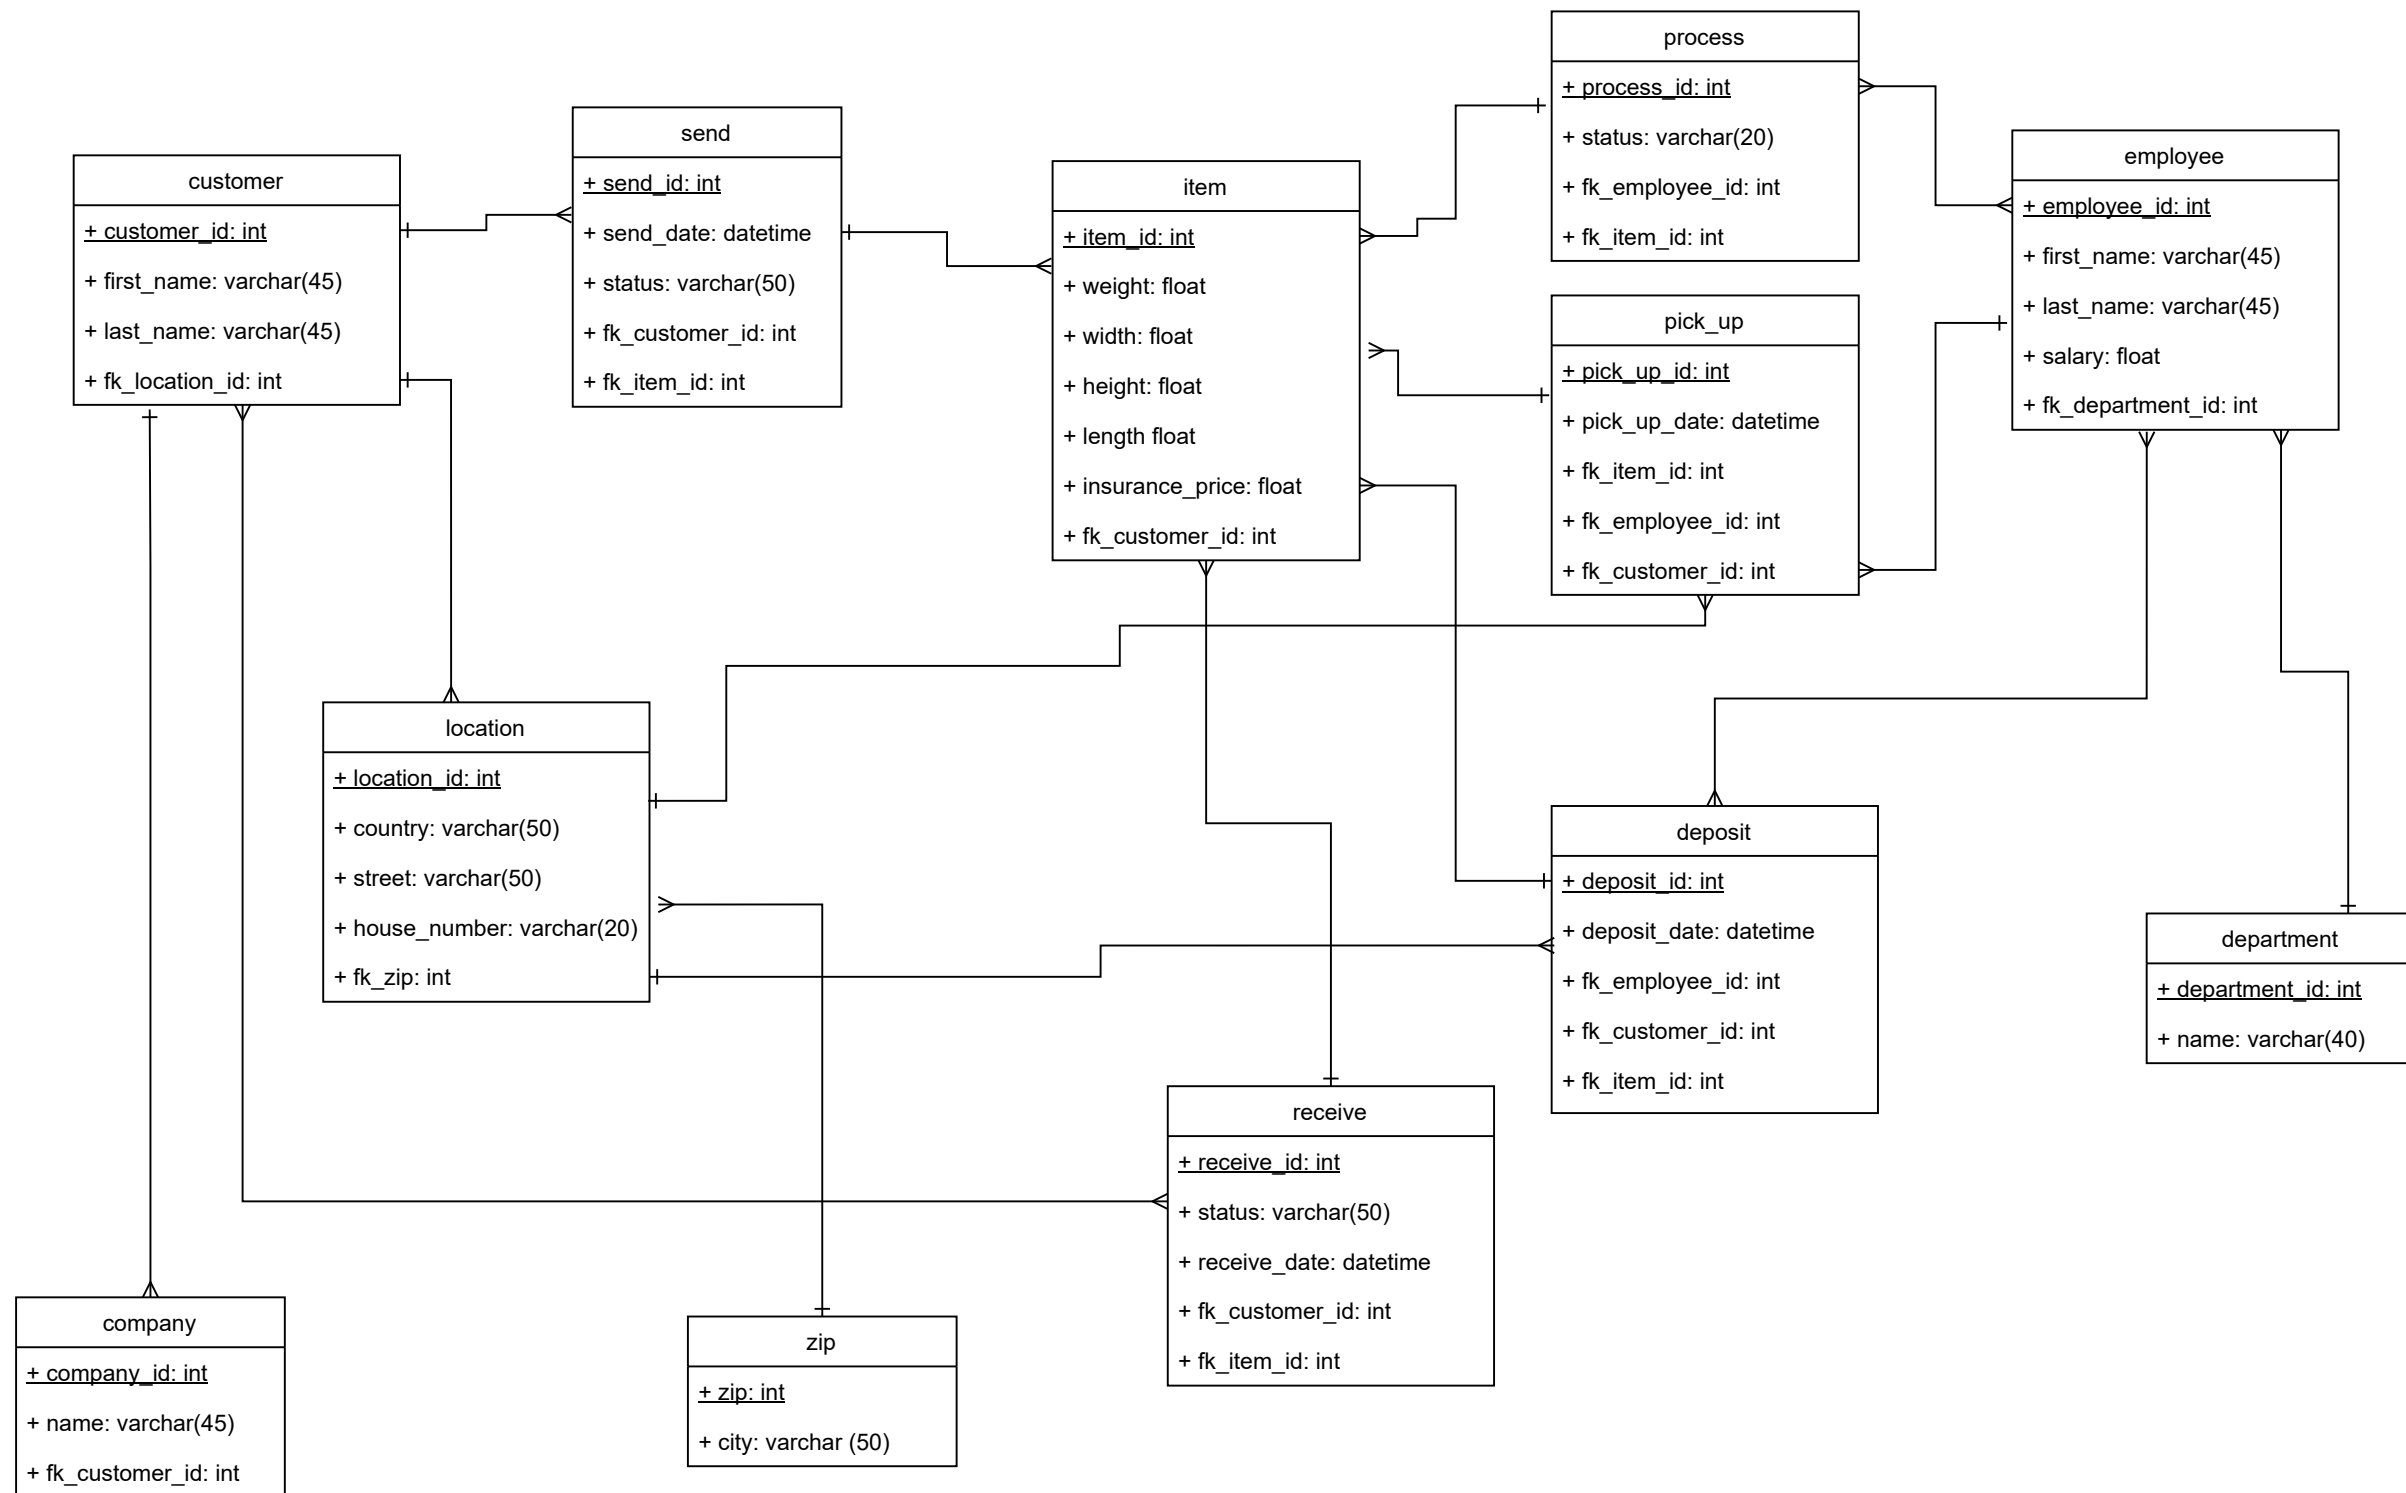 process
+ process_id: int
+ status: varchar(20)
+ fk_employee_id: int
+ fk_item_id: int
send
+ send_id: int
+ send_date: datetime
+ status: varchar(50)
+ fk_customer_id: int
+ fk_item_id: int
employee
+ employee_id: int
+ first_name: varchar(45)
+ last_name: varchar(45)
+ salary: float
+ fk_department_id: int
customer
+ customer_id: int
+ first_name: varchar(45)
+ last_name: varchar(45)
+ fk_location_id: int
item
+ item_id: int
+ weight: float
+ width: float
+ height: float
+ length float
+ insurance_price: float
+ fk_customer_id: int
pick_up
+ pick_up_id: int
+ pick_up_date: datetime
+ fk_item_id: int
+ fk_employee_id: int
+ fk_customer_id: int
location
+ location_id: int
+ country: varchar(50)
+ street: varchar(50)
+ house_number: varchar(20)
+ fk_zip: int
deposit
+ deposit_id: int
+ deposit_date: datetime
+ fk_employee_id: int
+ fk_customer_id: int
+ fk_item_id: int
department
+ department_id: int
+ name: varchar(40)
receive
+ receive_id: int
+ status: varchar(50)
+ receive_date: datetime
+ fk_customer_id: int
+ fk_item_id: int
company
+ company_id: int
+ name: varchar(45)
+ fk_customer_id: int
zip
+ zip: int
+ city: varchar (50)